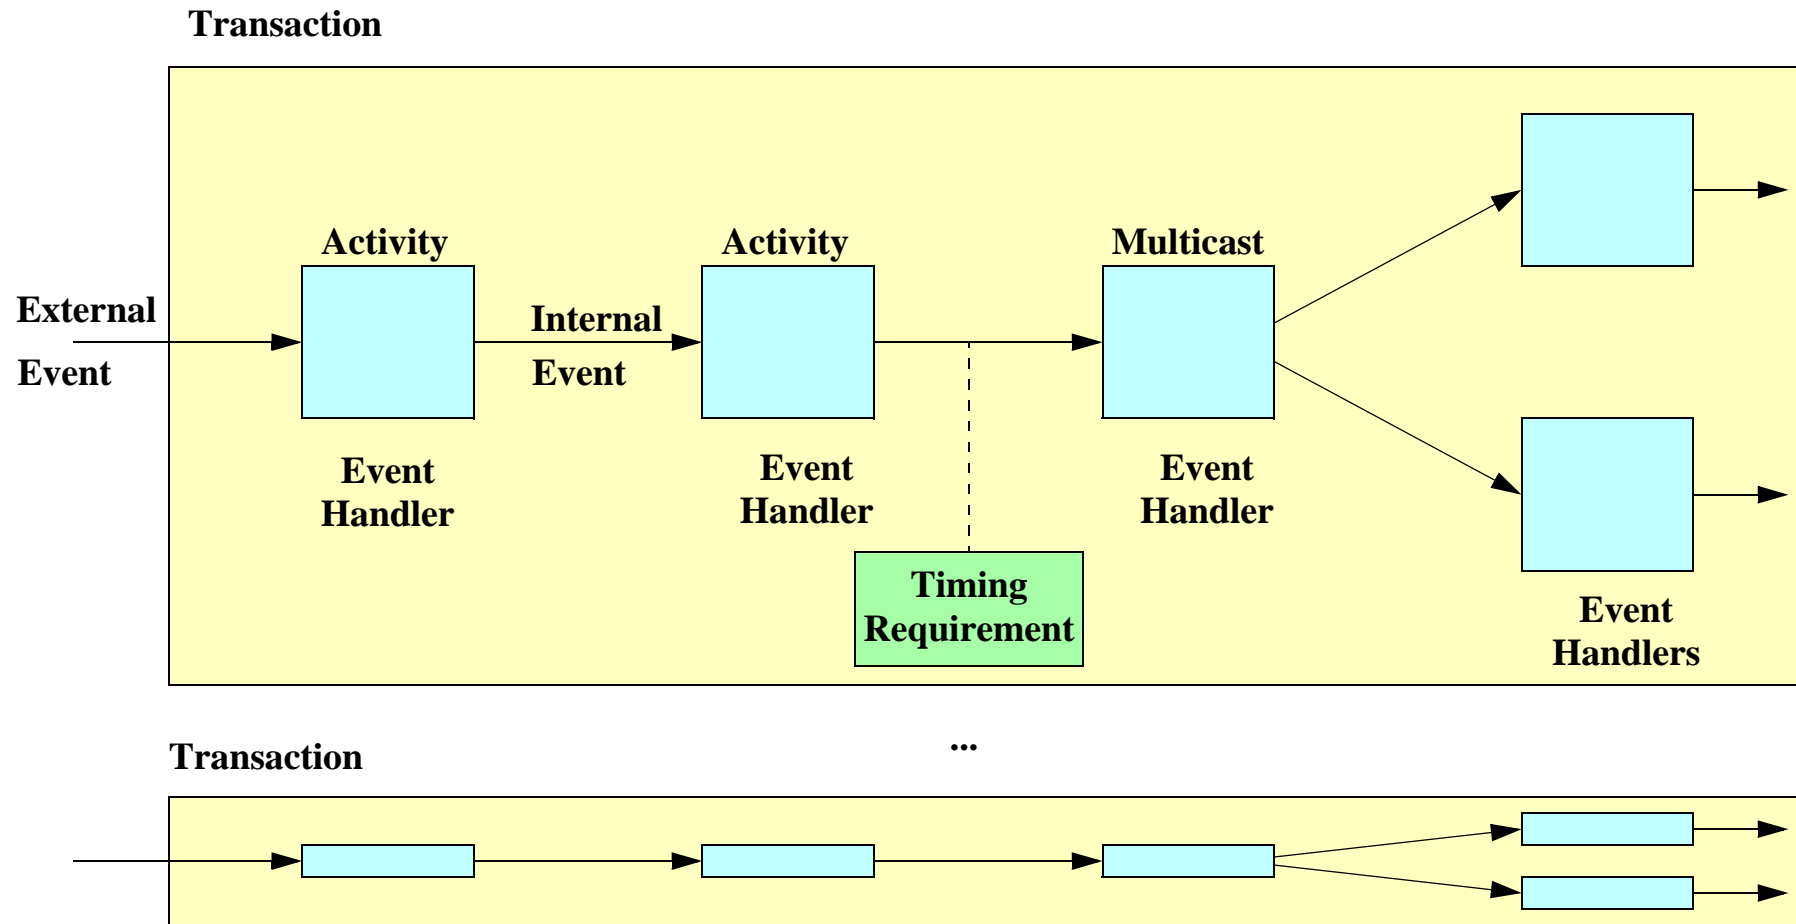 Transaction
Activity
Activity
Multicast
External
Event
Internal
Event
Event
Handler
Event
Handler
Event
Handler
Timing
Requirement
Event
Handlers
...
Transaction